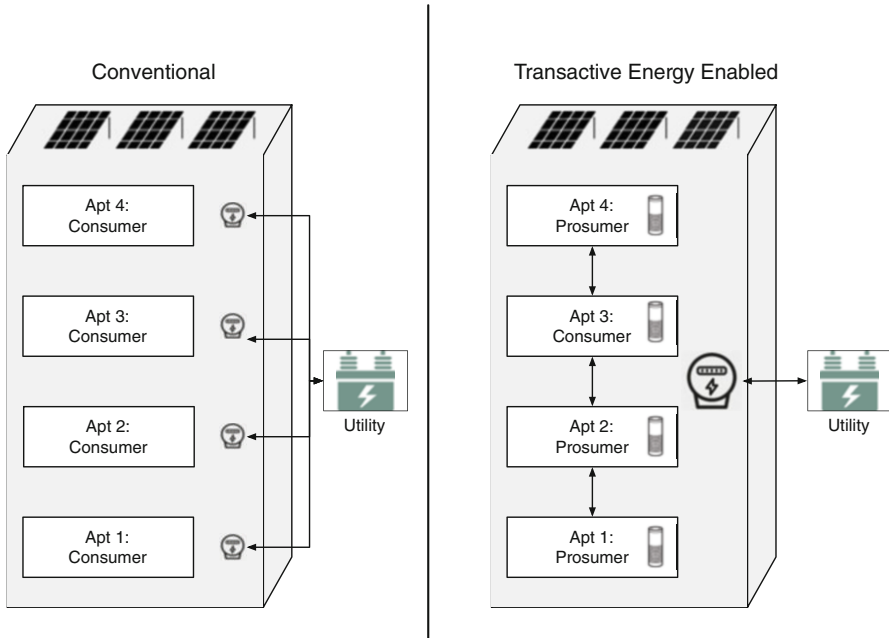 Conventional
Apt 4:
Consumer
Apt 3:
Consumer
Apt 2:
Consumer
Apt 1:
Consumer
Utility
Transactive Energy Enabled
Apt 4:
Prosumer
Apt 3:
Consumer
Apt 2:
Prosumer
Apt 1:
Prosumer
Utility